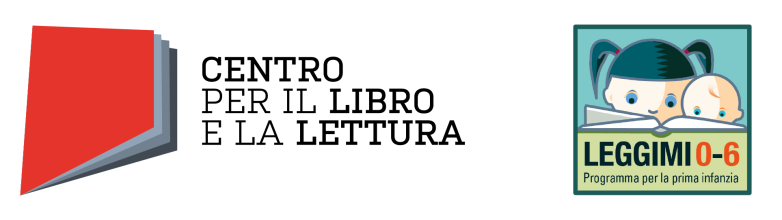 CENTRO
PER IL LIBRO
E LA LETTURA
LEGGIMI 0-6
Programma per la prima infanzia